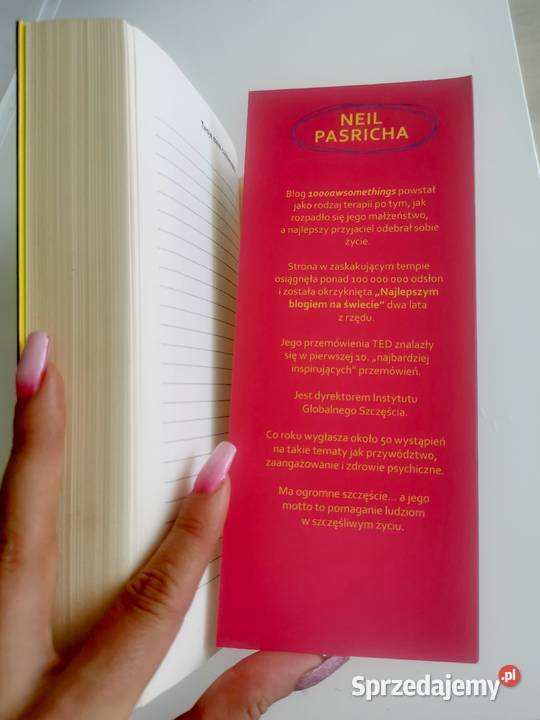 NEIL
PASRICHA
Blog 1000awsomethings powstał
jako rodzaj terapii po tym, jak
rozpadło się jego małżeństwo,
a najlepszy przyjaciel odebrał sobie
życie.
Strona w zaskakującym tempie
osiągnęła ponad 100 000 000 odsłon
i została okrzyknięta „Najlepszym
blogiem na świecie” dwa lata
z rzędu.
Jego przemówienia TED znalazły
się w pierwszej 10. „najbardziej
inspirujących” przemówień.
Jest dyrektorem Instytutu
Globalnego Szczęścia.
Co roku wygłasza około 50 wystąpień
na takie tematy jak przywództwo,
zaangażowanie i zdrowie psychiczne.
Ma ogromne szczęście... a jego
motto to pomaganie ludziom
w szczęśliwym życiu.
Sprzedajemy.pl